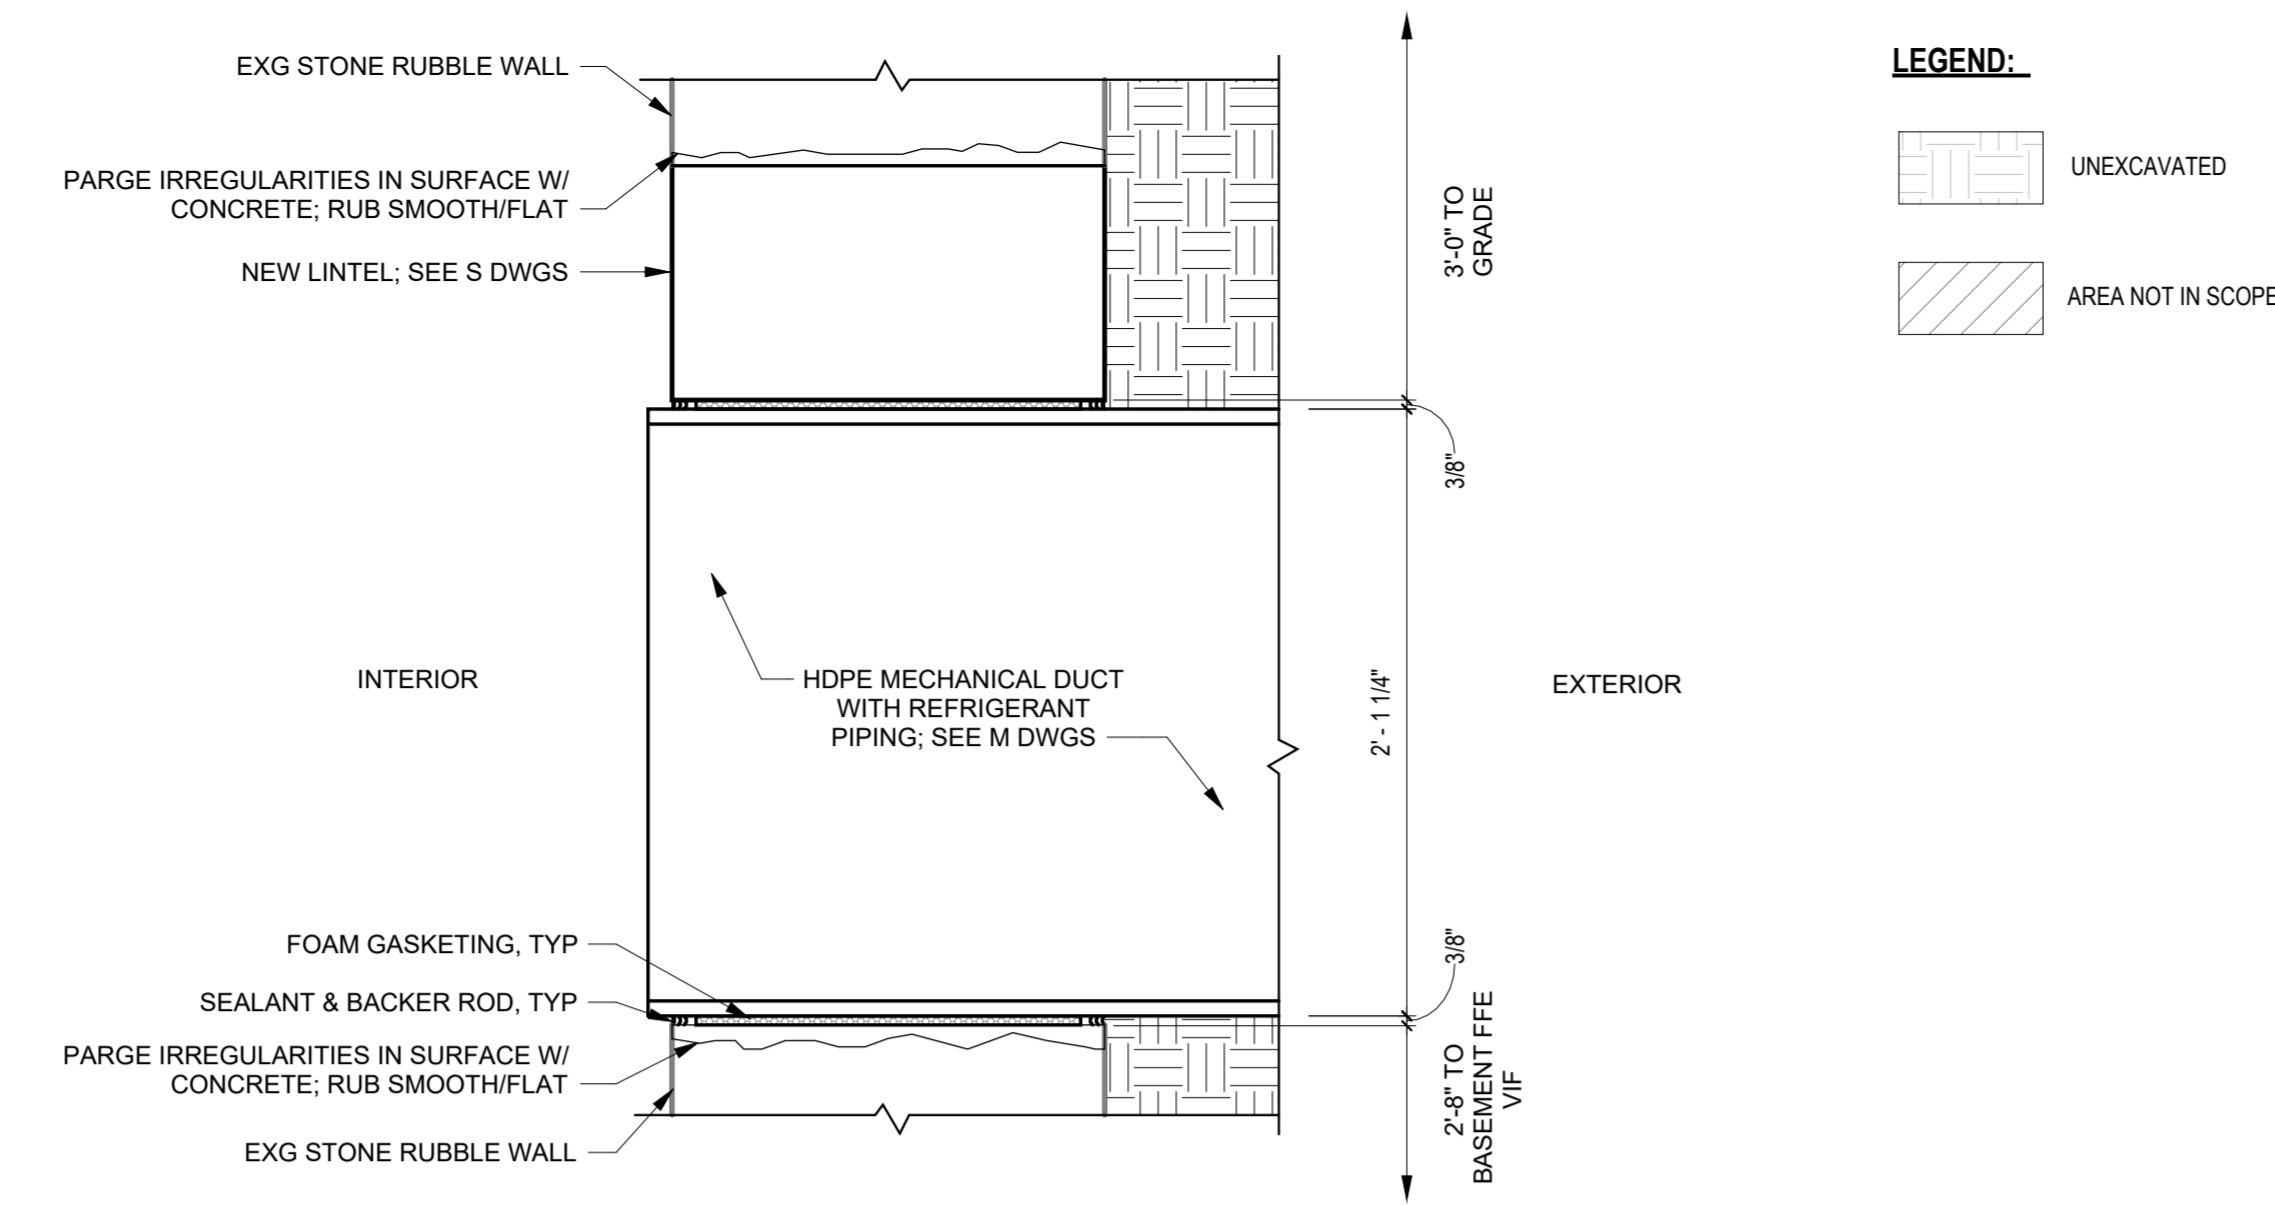 EXG STONE RUBBLE WALL
PARGE IRREGULARITIES IN SURFACE W/
CONCRETE; RUB SMOOTH/FLAT
NEW LINTEL; SEE S DWGS
INTERIOR
HDPE MECHANICAL DUCT
WITH REFRIGERANT
PIPING; SEE M DWGS
FOAM GASKETING, TYP
SEALANT & BACKER ROD, TYP
PARGE IRREGULARITIES IN SURFACE W/
CONCRETE; RUB SMOOTH/FLAT
EXG STONE RUBBLE WALL
3'-0" TO
GRADE
3/8"
2' - 1 1/4"
3/8"
2'-8" TO
BASEMENT FFE
VIF
EXTERIOR
LEGEND:
UNEXCAVATED
AREA NOT IN SCOPE